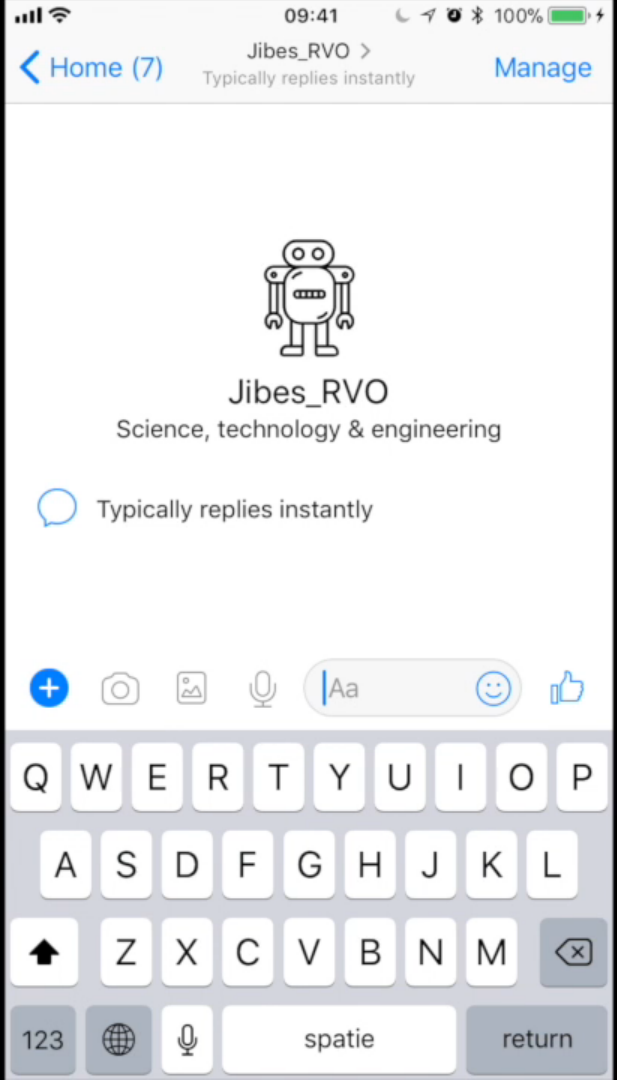 09:41
100%
Home (7)
Jibes_RVO
Typically replies instantly
Manage
Jibes_RVO
Science, technology & engineering
Typically replies instantly
Aa
Q W E R T Y U I O P
A S D F G H J K L
Z X C V B N M
123 spatie return